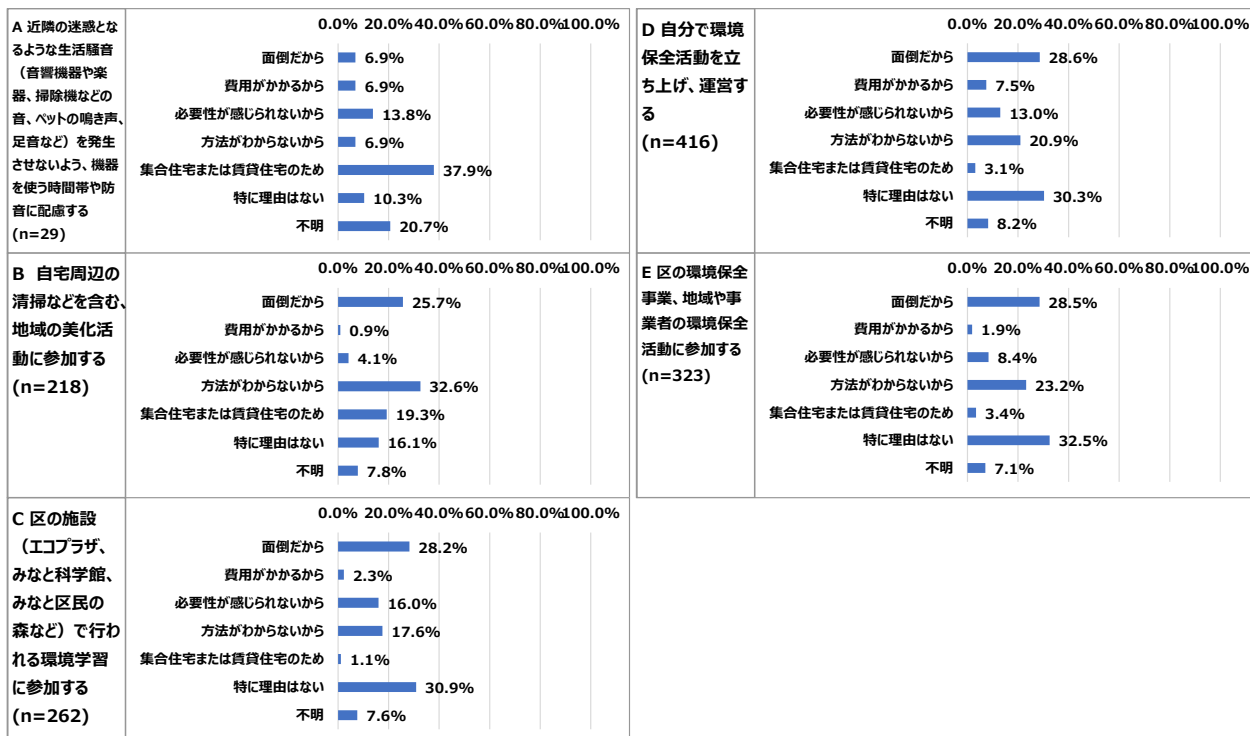 A 近隣の迷惑とな
るような生活騒音
（音響機器や楽
器、掃除機などの
音、ペットの鳴き声、
足音など）を発生
させないよう、機器
を使う時間帯や防
音に配慮する
(n=29)
0.0% 20.0% 40.0% 60.0% 80.0% 100.0%
面倒だから 6.9%
費用がかかるから 6.9%
必要性が感じられないから 13.8%
方法がわからないから 6.9%
集合住宅または賃貸住宅のため 37.9%
特に理由はない 10.3%
不明 20.7%
B 自宅周辺の
清掃などを含む、
地域の美化活
動に参加する
(n=218)
0.0% 20.0% 40.0% 60.0% 80.0% 100.0%
面倒だから 25.7%
費用がかかるから 0.9%
必要性が感じられないから 4.1%
方法がわからないから 32.6%
集合住宅または賃貸住宅のため 19.3%
特に理由はない 16.1%
不明 7.8%
C 区の施設
（エコプラザ、
みなと科学館、
みなと区民の
森など）で行わ
れる環境学習
に参加する
(n=262)
0.0% 20.0% 40.0% 60.0% 80.0% 100.0%
面倒だから 28.2%
費用がかかるから 2.3%
必要性が感じられないから 16.0%
方法がわからないから 17.6%
集合住宅または賃貸住宅のため 1.1%
特に理由はない 30.9%
不明 7.6%
D 自分で環境
保全活動を立
ち上げ、運営す
る
(n=416)
0.0% 20.0% 40.0% 60.0% 80.0% 100.0%
面倒だから 28.6%
費用がかかるから 7.5%
必要性が感じられないから 13.0%
方法がわからないから 20.9%
集合住宅または賃貸住宅のため 3.1%
特に理由はない 30.3%
不明 8.2%
E 区の環境保全
事業、地域や事
業者の環境保全
活動に参加する
(n=323)
0.0% 20.0% 40.0% 60.0% 80.0% 100.0%
面倒だから 28.5%
費用がかかるから 1.9%
必要性が感じられないから 8.4%
方法がわからないから 23.2%
集合住宅または賃貸住宅のため 3.4%
特に理由はない 32.5%
不明 7.1%